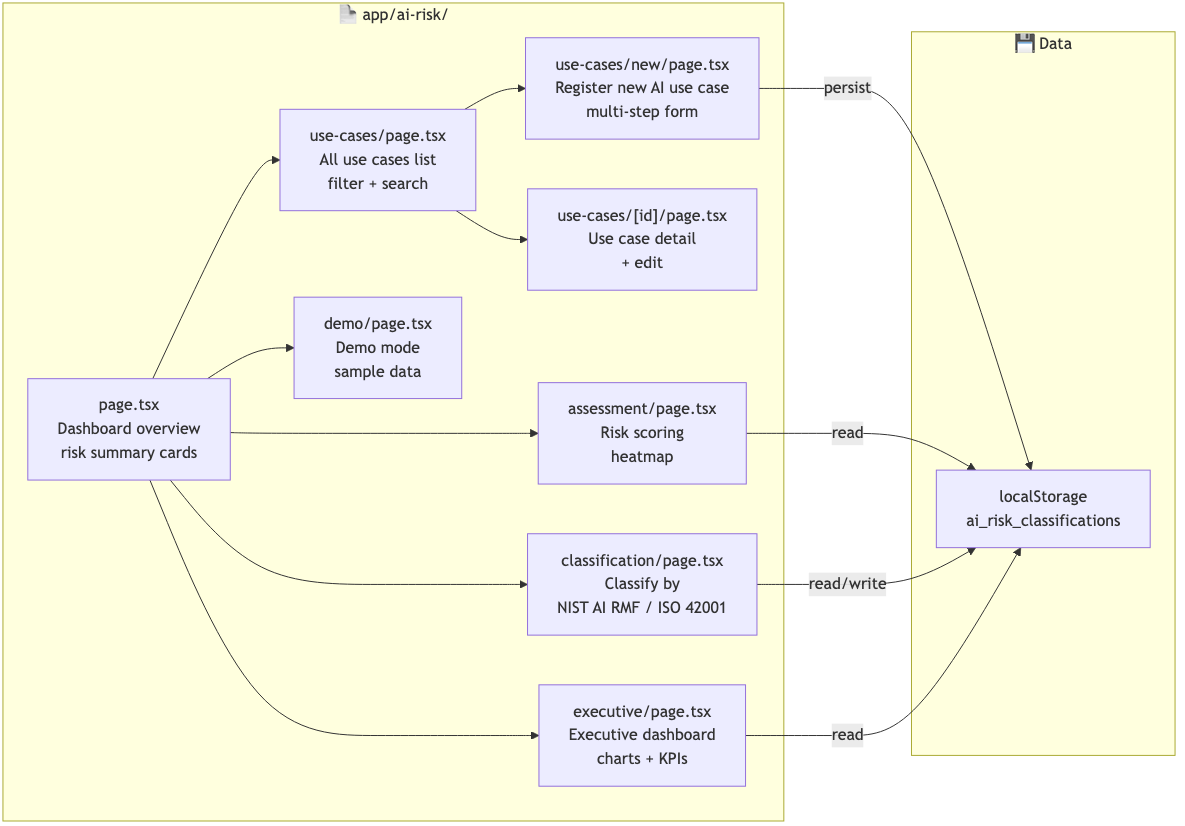 📄 app/ai-risk/
use-cases/new/page.tsx
Register new AI use case
multi-step form
use-cases/page.tsx
All use cases list
filter + search
use-cases/[id]/page.tsx
Use case detail
+ edit
demo/page.tsx
Demo mode
sample data
page.tsx
Dashboard overview
risk summary cards
assessment/page.tsx
Risk scoring
heatmap
classification/page.tsx
Classify by
NIST AI RMF / ISO 42001
executive/page.tsx
Executive dashboard
charts + KPIs
persist
read
read/write
read
💾 Data
localStorage
ai_risk_classifications